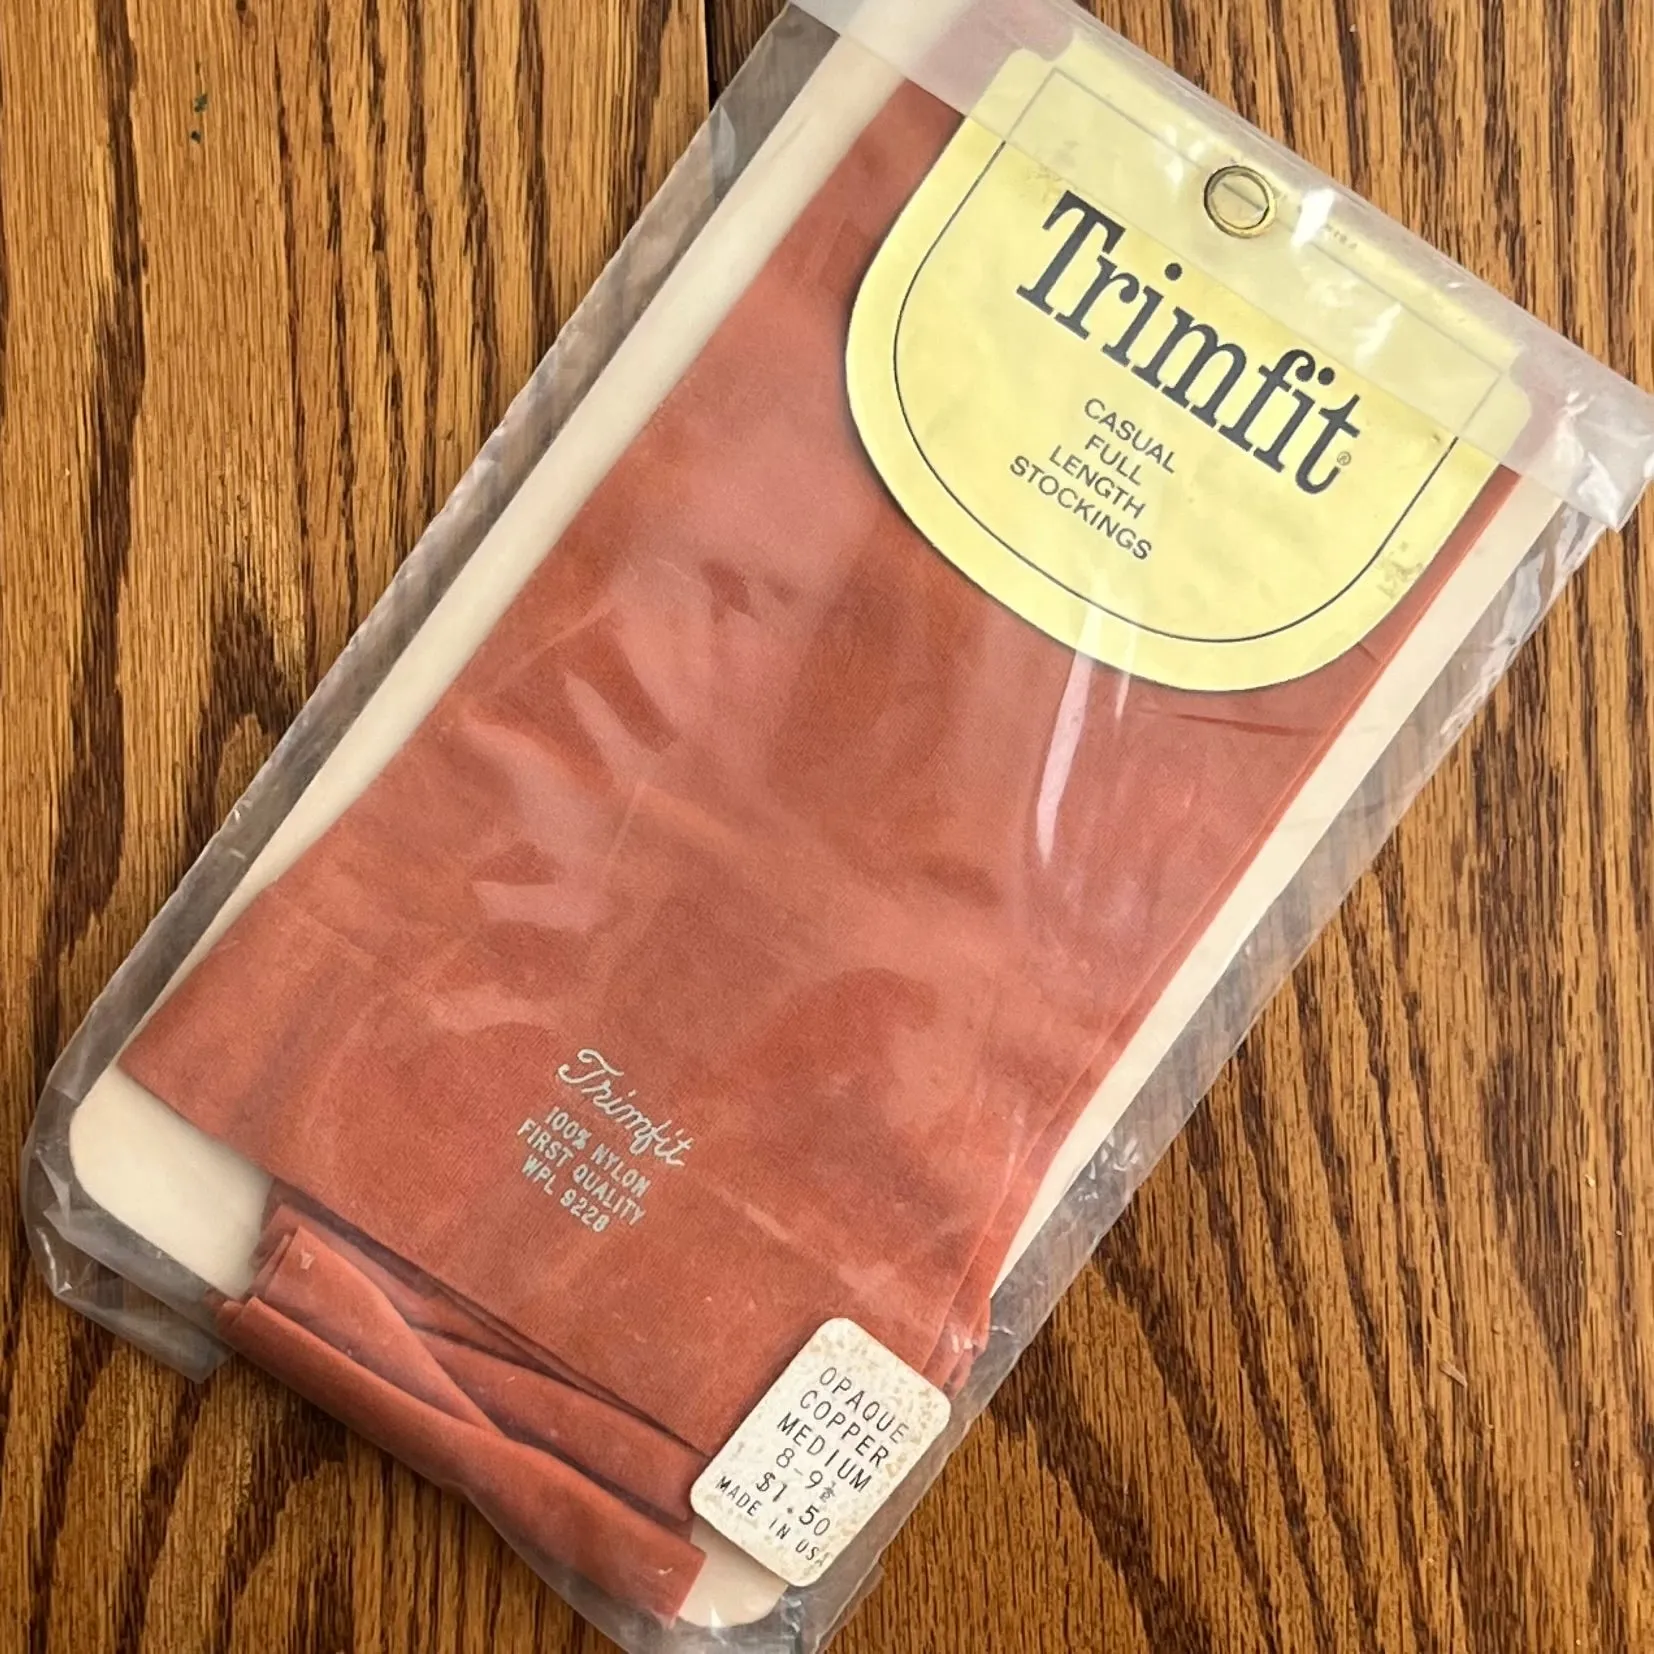 Trimfit®
CASUAL
FULL
LENGTH
STOCKINGS
Trimfit
100% NYLON
FIRST QUALITY
WPL 9228
OPAQUE
COPPER
MEDIUM
8-9½
$1.50
MADE IN USA